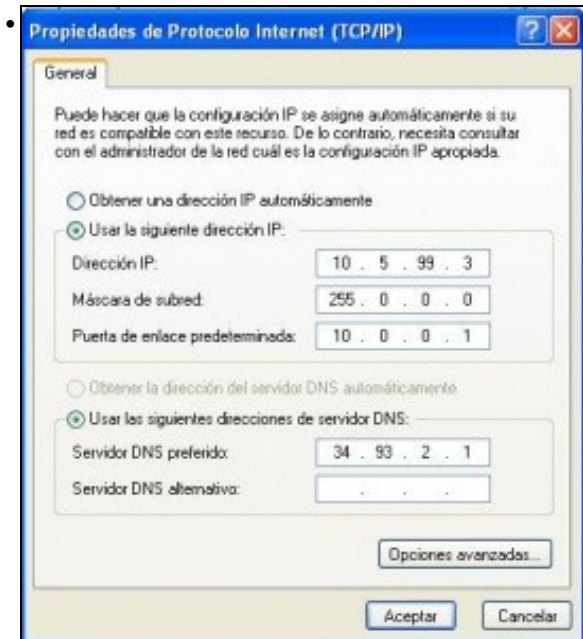 Propiedades de Protocolo Internet (TCP/IP)
General
Puede hacer que la configuración IP se asigne automáticamente si su
red es compatible con este recurso. De lo contrario, necesita consultar
con el administrador de la red cuál es la configuración IP apropiada.
Obtener una dirección IP automáticamente
Usar la siguiente dirección IP:
Dirección IP: 10 . 5 . 99 . 3
Máscara de subred: 255 . 0 . 0 . 0
Puerta de enlace predeterminada: 10 . 0 . 0 . 1
Obtener la dirección del servidor DNS automáticamente
Usar las siguientes direcciones de servidor DNS:
Servidor DNS preferido: 34 . 93 . 2 . 1
Servidor DNS alternativo: . . .
Opciones avanzadas...
Aceptar Cancelar